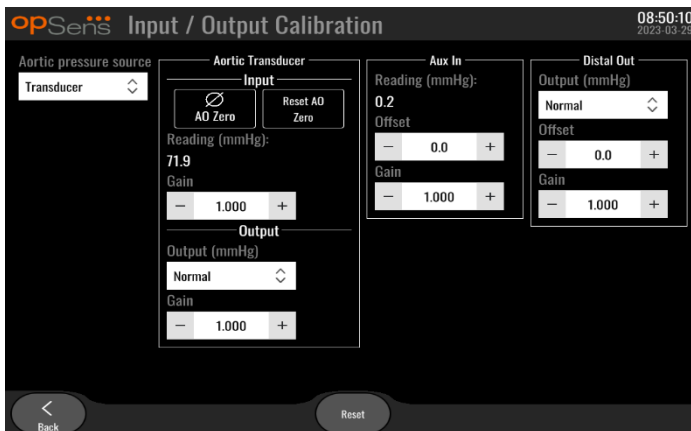 opSens Input / Output Calibration
08:50:10
2023-03-29
Aortic pressure source
Transducer
Aortic Transducer
Input
AO Zero
Reset AO
Zero
Reading (mmHg):
71.9
Gain
− 1.000 +
Output
Output (mmHg)
Normal
Gain
− 1.000 +
Aux In
Reading (mmHg):
0.2
Offset
− 0.0 +
Gain
− 1.000 +
Distal Out
Output (mmHg)
Normal
Offset
− 0.0 +
Gain
− 1.000 +
Back
Reset